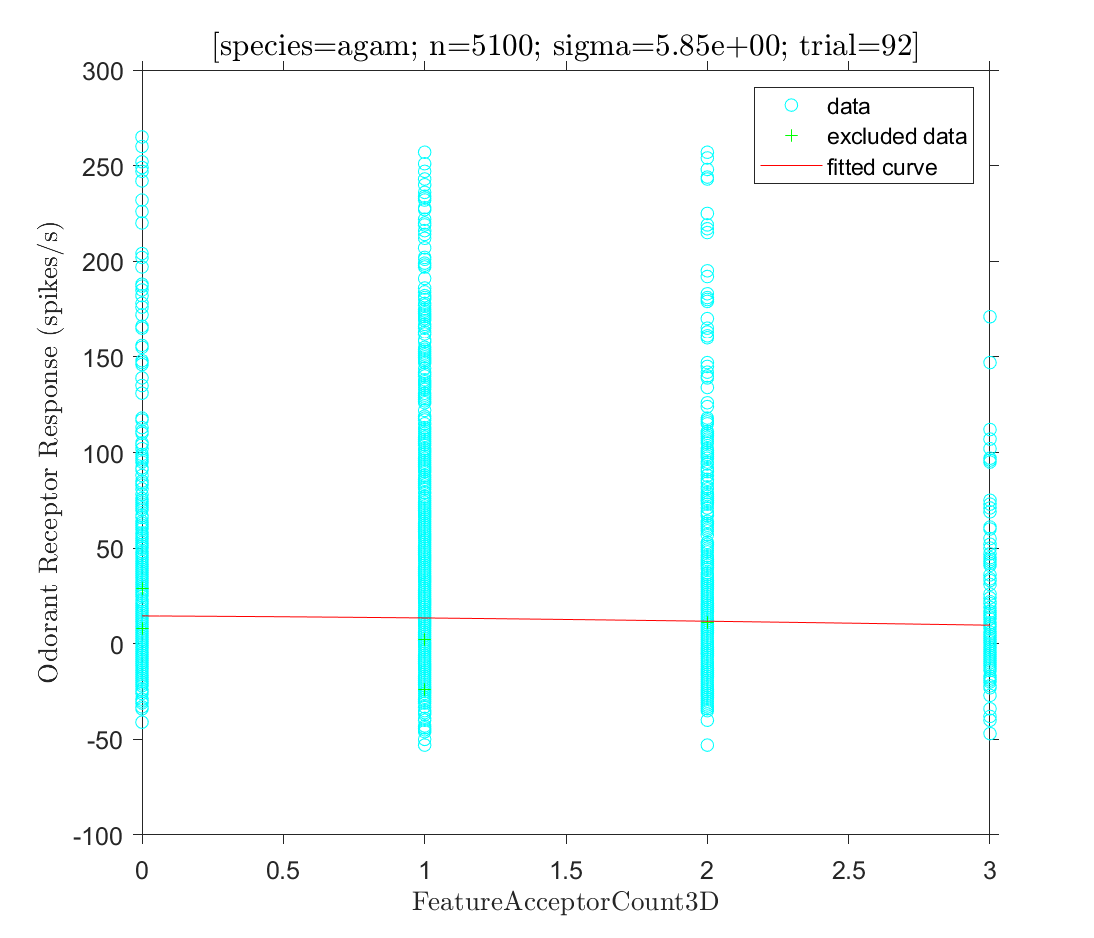 [species=agam; n=5100; sigma=5.85e+00; trial=92]
300
250
200
150
100
50
0
-50
-100
Odorant Receptor Response (spikes/s)
data
excluded data
fitted curve
0 0.5 1 1.5 2 2.5 3
FeatureAcceptorCount3D